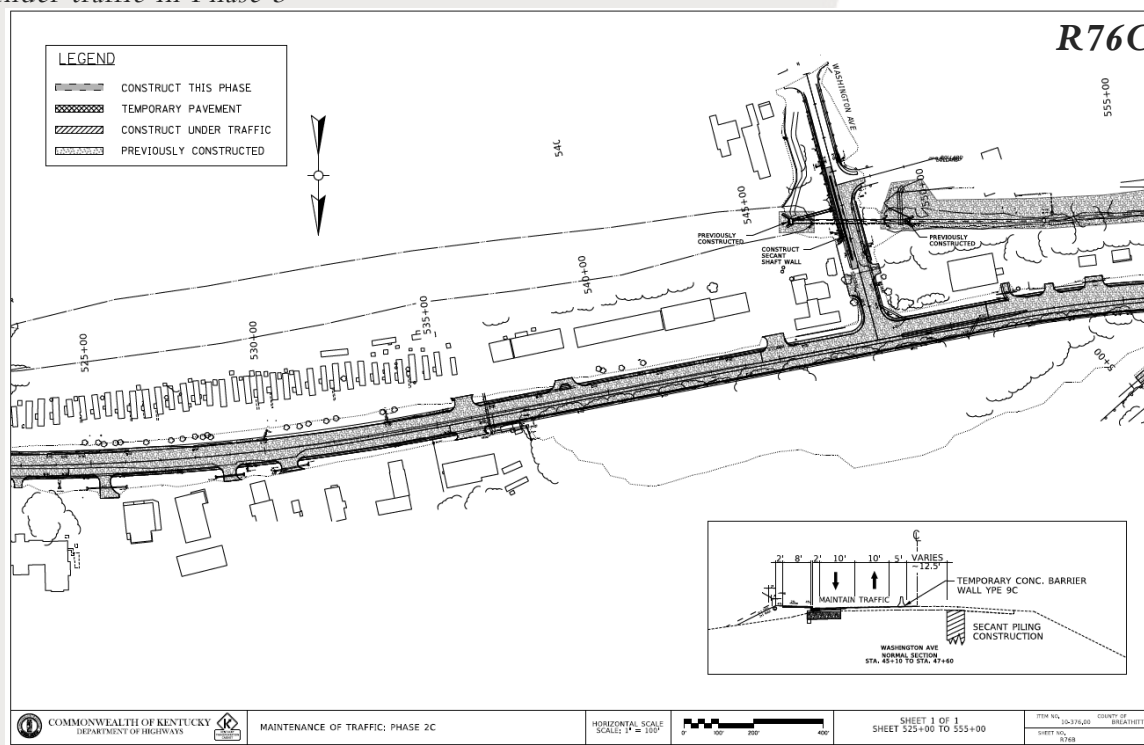 under traffic in Phase 3
R76C
LEGEND
CONSTRUCT THIS PHASE
TEMPORARY PAVEMENT
CONSTRUCT UNDER TRAFFIC
PREVIOUSLY CONSTRUCTED
WASHINGTON AVE
555+00
545+00
PREVIOUSLY
CONSTRUCTED
CONSTRUCT
SECANT
SHAFT WALL
PREVIOUSLY
CONSTRUCTED
540+00
535+00
530+00
525+00
2' 8' 2' 10' 10' 5' VARIES
~12.5'
MAINTAIN TRAFFIC
TEMPORARY CONC. BARRIER
WALL YPE 9C
SECANT PILING
CONSTRUCTION
WASHINGTON AVE
NORMAL SECTION
STA. 45+10 TO STA. 47+60
COMMONWEALTH OF KENTUCKY
DEPARTMENT OF HIGHWAYS
MAINTENANCE OF TRAFFIC: PHASE 2C
HORIZONTAL SCALE
SCALE: 1" = 100'
0' 100' 200' 400'
SHEET 1 OF 1
SHEET 525+00 TO 555+00
ITEM NO. COUNTY OF
10-376.00 BREATHITT
SHEET NO.
R76B